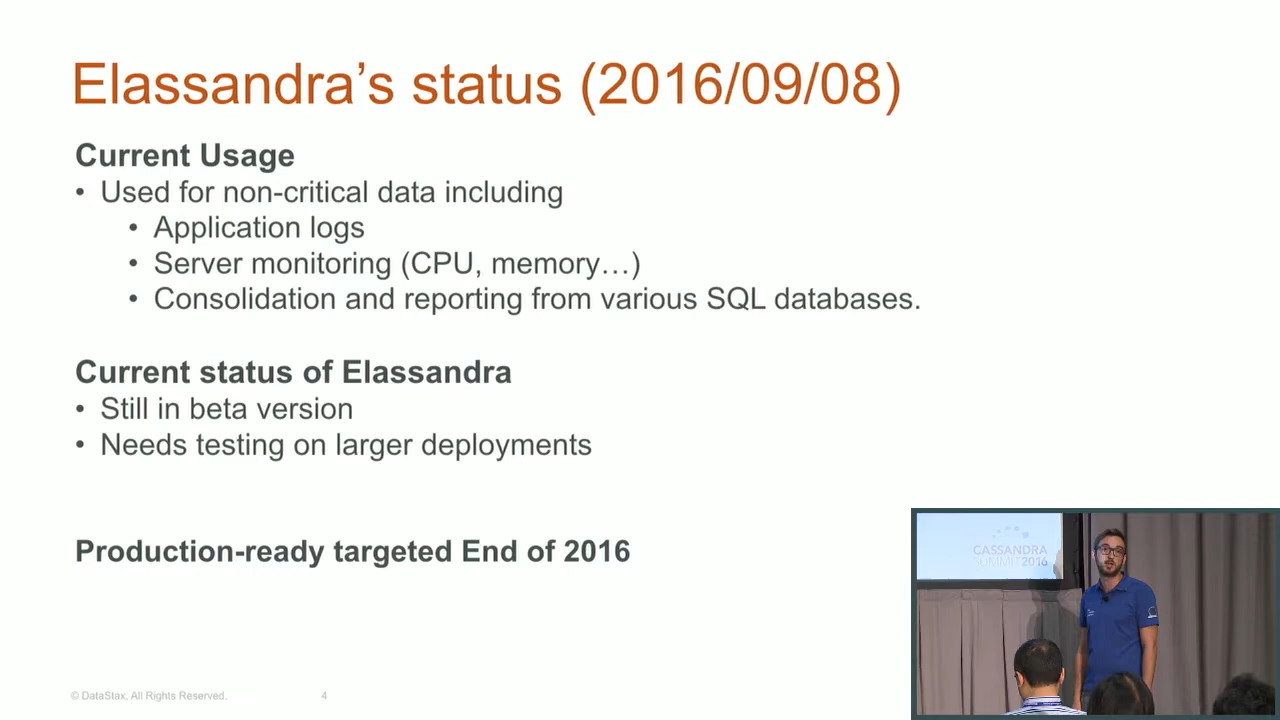 Elassandra's status (2016/09/08)
Current Usage
• Used for non-critical data including
• Application logs
• Server monitoring (CPU, memory…)
• Consolidation and reporting from various SQL databases.
Current status of Elassandra
• Still in beta version
• Needs testing on larger deployments
Production-ready targeted End of 2016
© DataStax, All Rights Reserved.
4
CASSANDRA
SUMMIT 2016